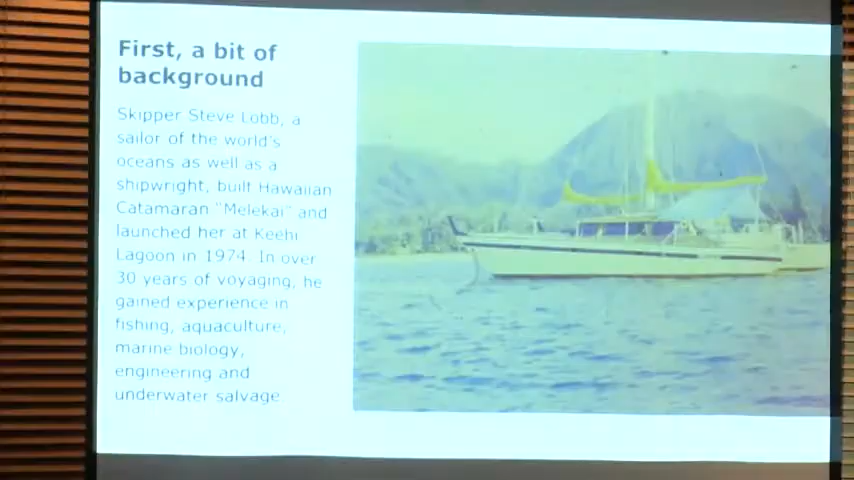 First, a bit of
background
Skipper Steve Lobb, a
sailor of the world's
oceans as well as a
shipwright, built Hawaiian
Catamaran "Melekai" and
launched her at Keehi
Lagoon in 1974. In over
30 years of voyaging, he
gained experience in
fishing, aquaculture,
marine biology,
engineering and
underwater salvage.